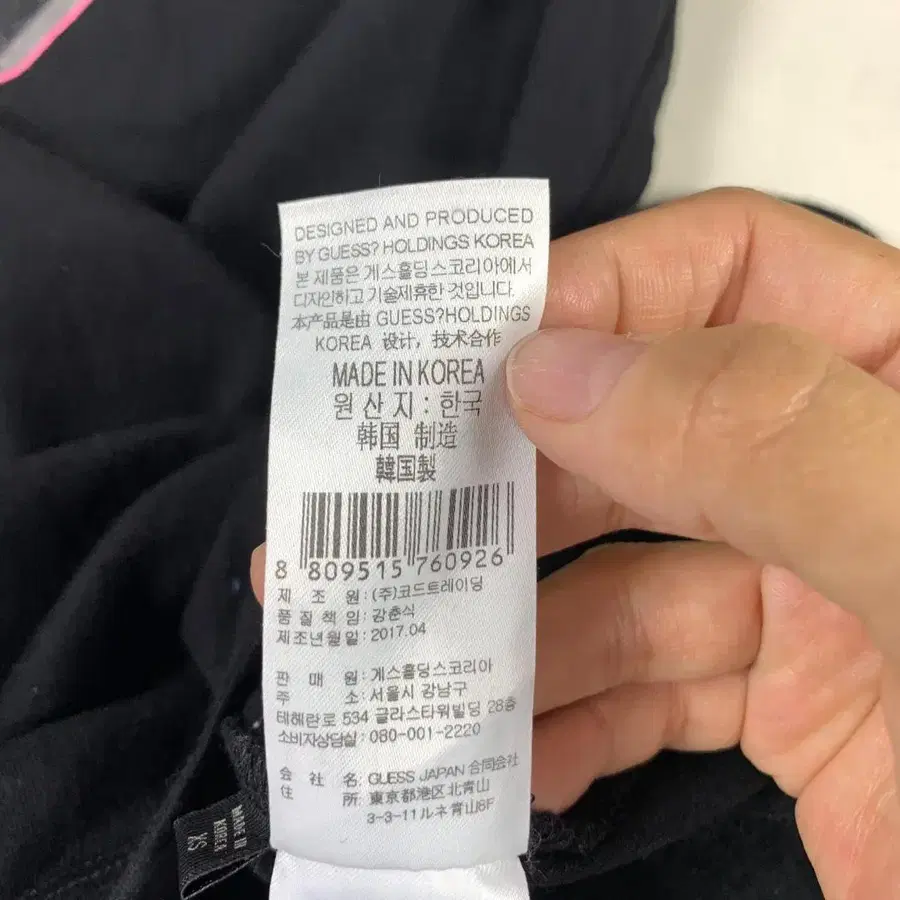 DESIGNED AND PRODUCED
BY GUESS? HOLDINGS KOREA
본 제품은 게스홀딩스코리아에서
디자인하고 기술제휴한 것입니다.
本产品是由 GUESS?HOLDINGS
KOREA 设计，技术合作
MADE IN KOREA
원 산 지 : 한국
韩国 制造
韓国製
8 809515 760926
제 조 원 : (주)코드트레이딩
품 질 책 임 : 강춘식
제조년월일 : 2017.04
판 매 원 : 게스홀딩스코리아
주 소 : 서울시 강남구
테헤란로 534 글라스타워빌딩 28층
소비자상담실 : 080-001-2220
会 社 名: GUESS JAPAN 合同会社
住 所: 東京都港区北青山
3-3-11ルネ青山6F
MADE IN
KOREA
XS